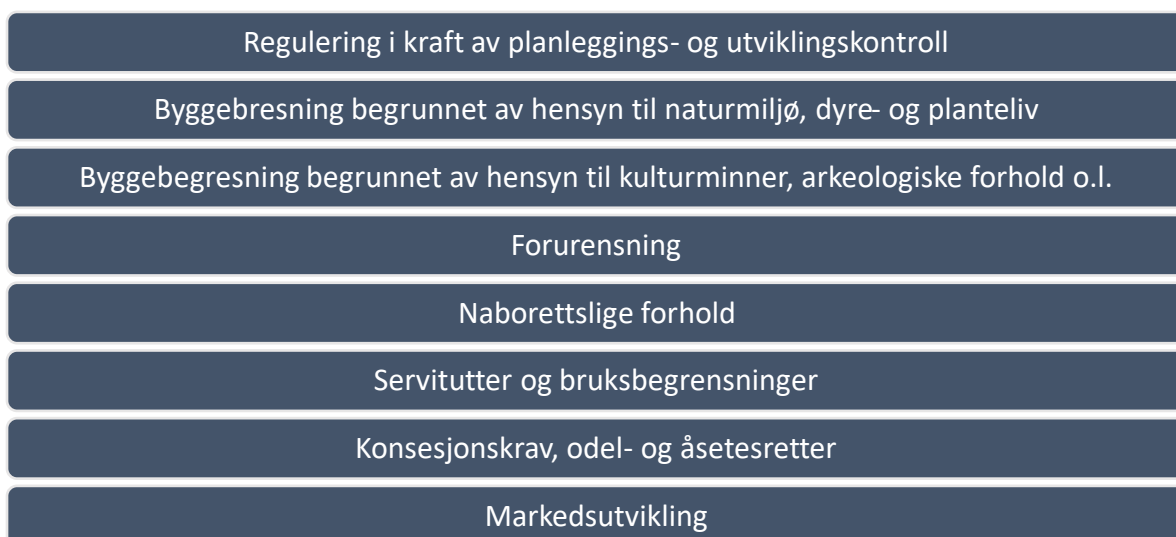 Regulering i kraft av planleggings- og utviklingskontroll
Byggebresning begrunnet av hensyn til naturmiljø, dyre- og planteliv
Byggebegresning begrunnet av hensyn til kulturminner, arkeologiske forhold o.l.
Forurensning
Naborettslige forhold
Servitutter og bruksbegrensninger
Konsesjonskrav, odel- og åsetesretter
Markedsutvikling